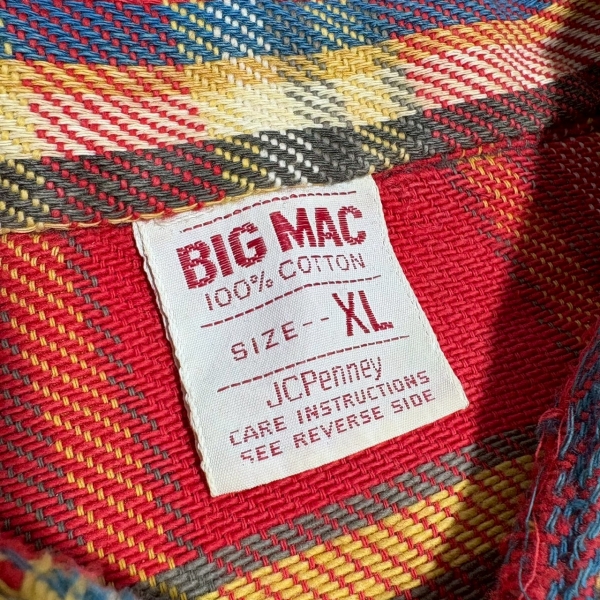 BIG MAC
100% COTTON
SIZE-- XL
JCPenney
CARE INSTRUCTIONS
SEE REVERSE SIDE